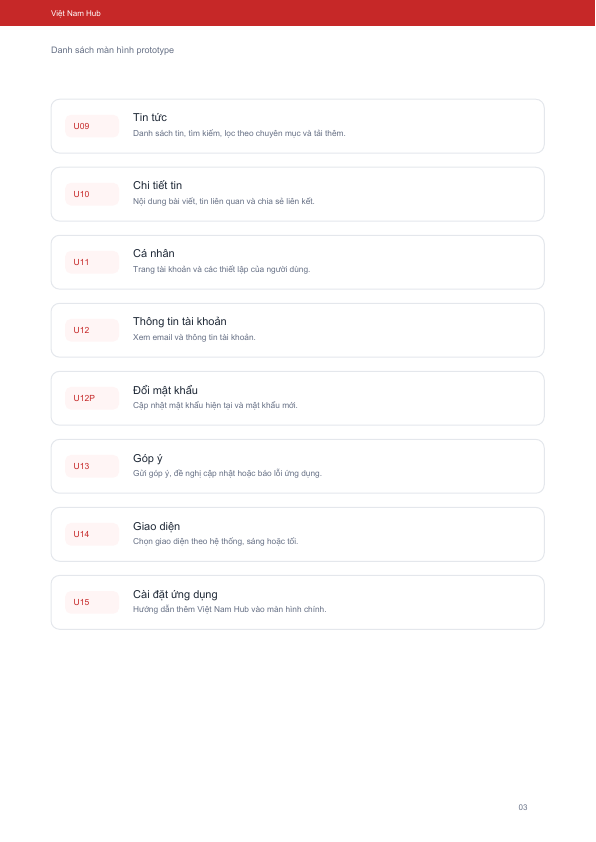 Việt Nam Hub
Danh sách màn hình prototype
U09
Tin tức
Danh sách tin, tìm kiếm, lọc theo chuyên mục và tải thêm.
U10
Chi tiết tin
Nội dung bài viết, tin liên quan và chia sẻ liên kết.
U11
Cá nhân
Trang tài khoản và các thiết lập của người dùng.
U12
Thông tin tài khoản
Xem email và thông tin tài khoản.
U12P
Đổi mật khẩu
Cập nhật mật khẩu hiện tại và mật khẩu mới.
U13
Góp ý
Gửi góp ý, đề nghị cập nhật hoặc báo lỗi ứng dụng.
U14
Giao diện
Chọn giao diện theo hệ thống, sáng hoặc tối.
U15
Cài đặt ứng dụng
Hướng dẫn thêm Việt Nam Hub vào màn hình chính.
03